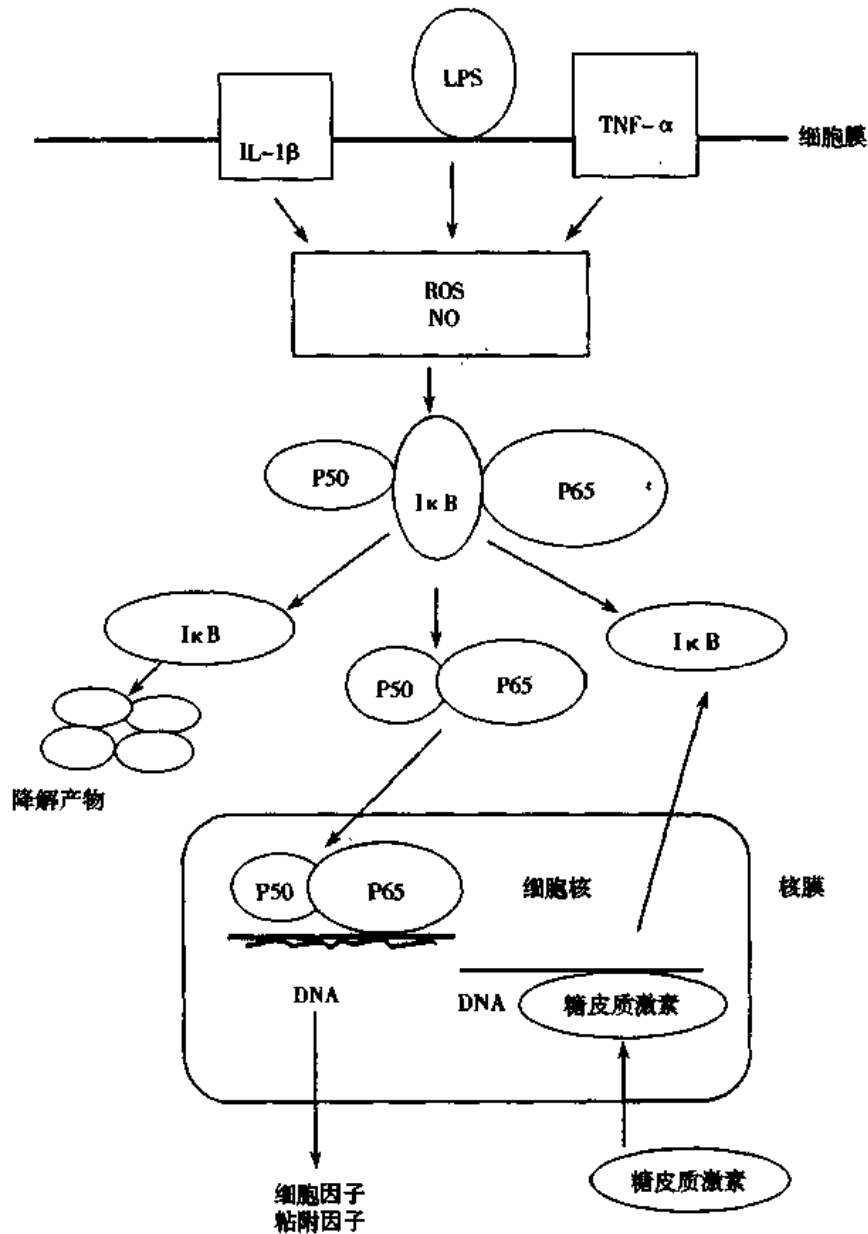 LPS
IL-1β
TNF-α
细胞膜
ROS
NO
P50
IκB
P65
IκB
P50
P65
IκB
降解产物
P50
P65
细胞核
核膜
DNA
DNA
糖皮质激素
细胞因子
粘附因子
糖皮质激素